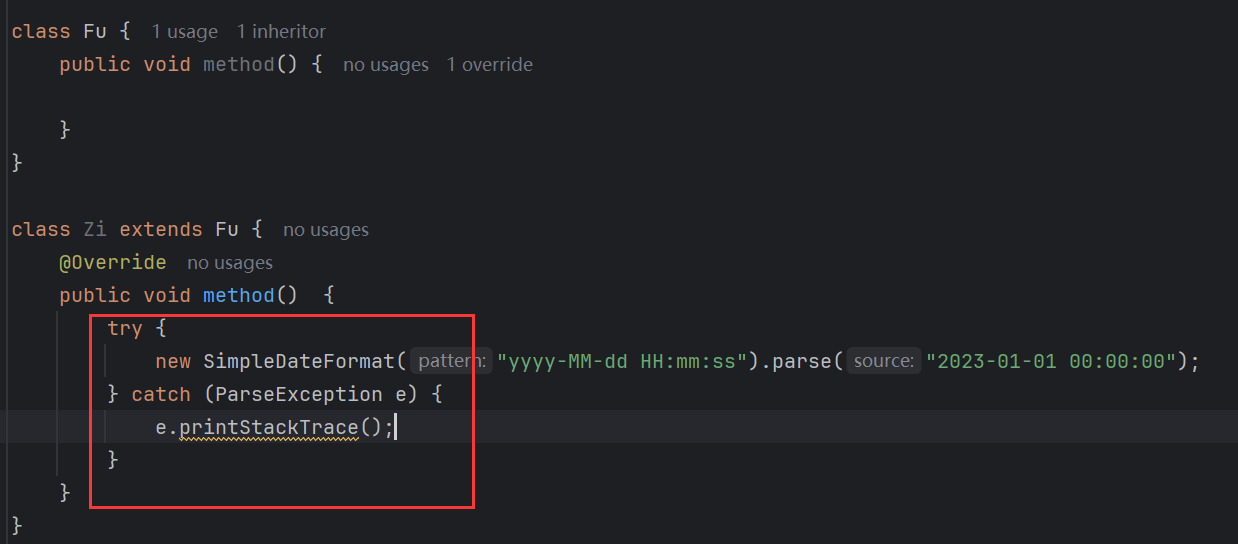 class Fu {  1 usage  1 inheritor
    public void method() {  no usages  1 override
    }
}
class Zi extends Fu {  no usages
    @Override  no usages
    public void method()  {
        try {
            new SimpleDateFormat( pattern: "yyyy-MM-dd HH:mm:ss").parse( source: "2023-01-01 00:00:00");
        } catch (ParseException e) {
            e.printStackTrace();
        }
    }
}